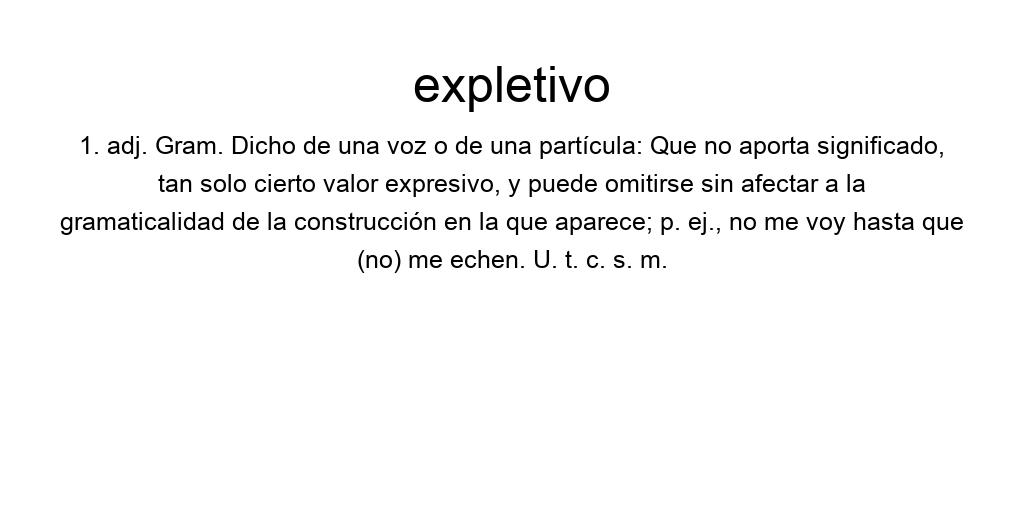 expletivo
1. adj. Gram. Dicho de una voz o de una partícula: Que no aporta significado,
tan solo cierto valor expresivo, y puede omitirse sin afectar a la
gramaticalidad de la construcción en la que aparece; p. ej., no me voy hasta que
(no) me echen. U. t. c. s. m.